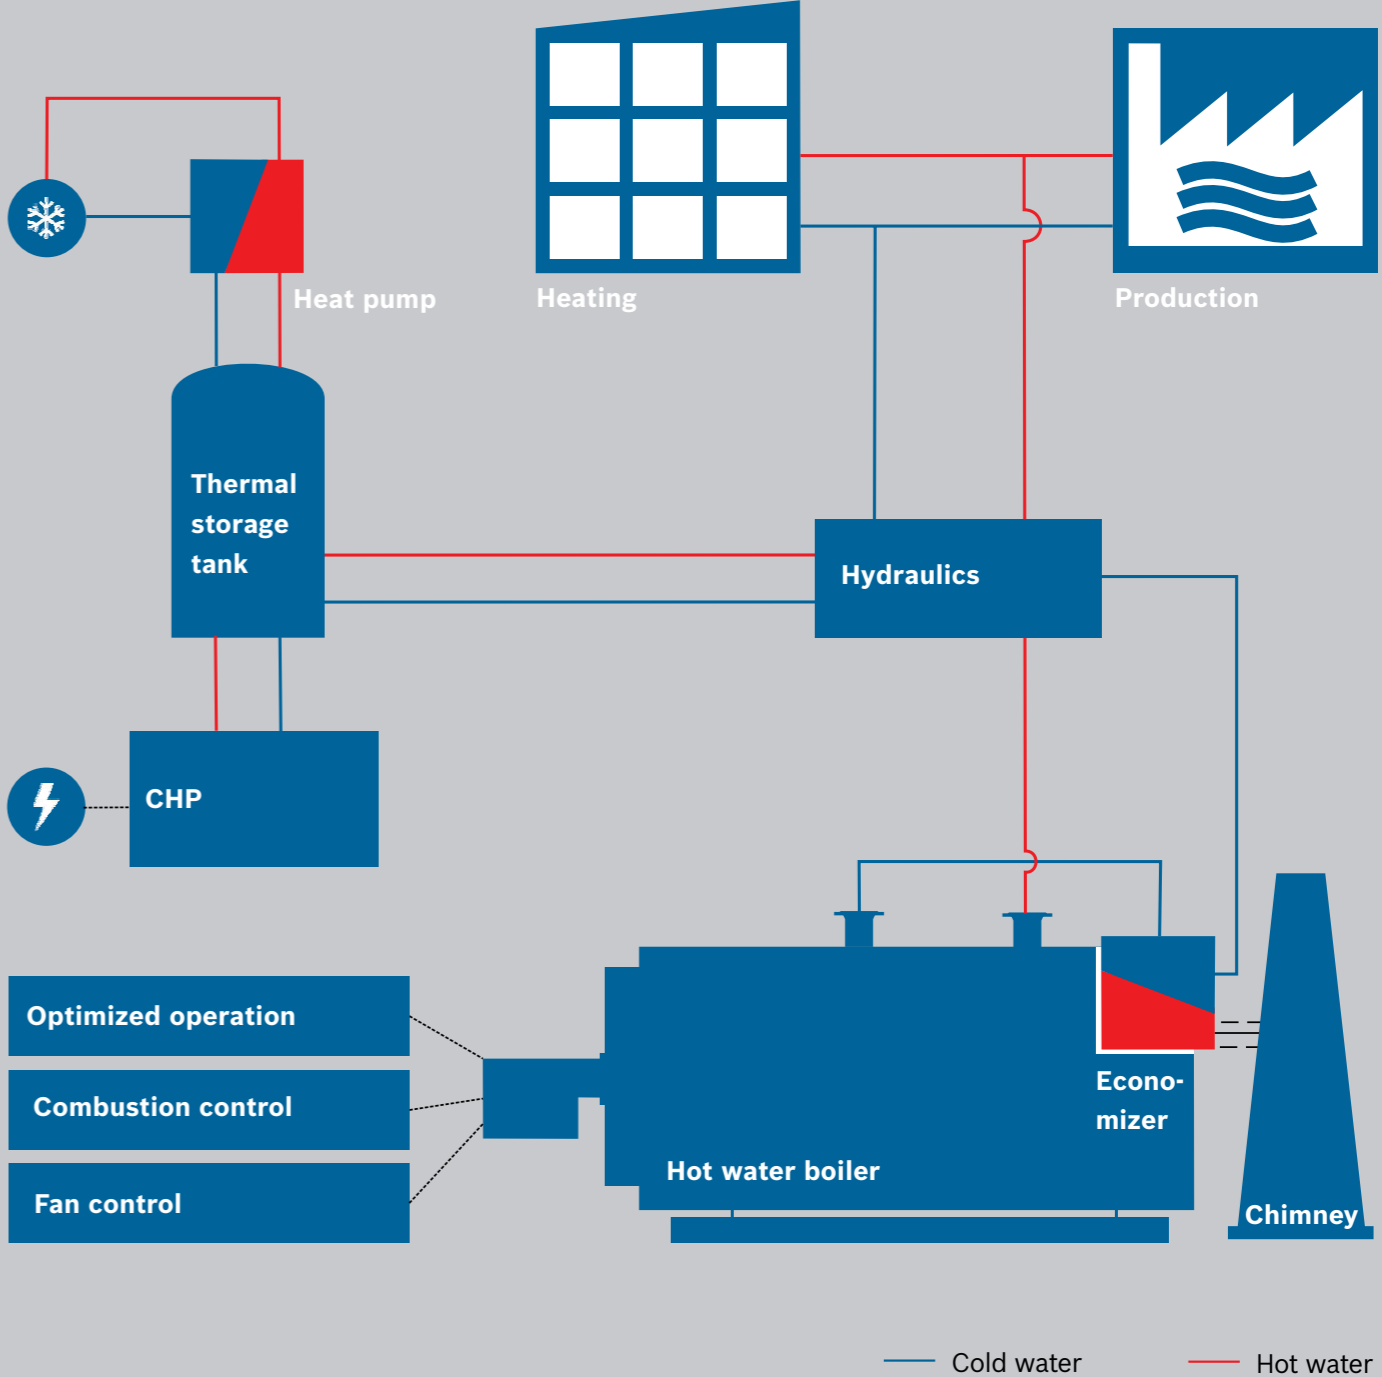 Heat pump
Heating
Production
Thermal
storage
tank
Hydraulics
CHP
Optimized operation
Combustion control
Fan control
Econo-
mizer
Hot water boiler
Chimney
Cold water
Hot water